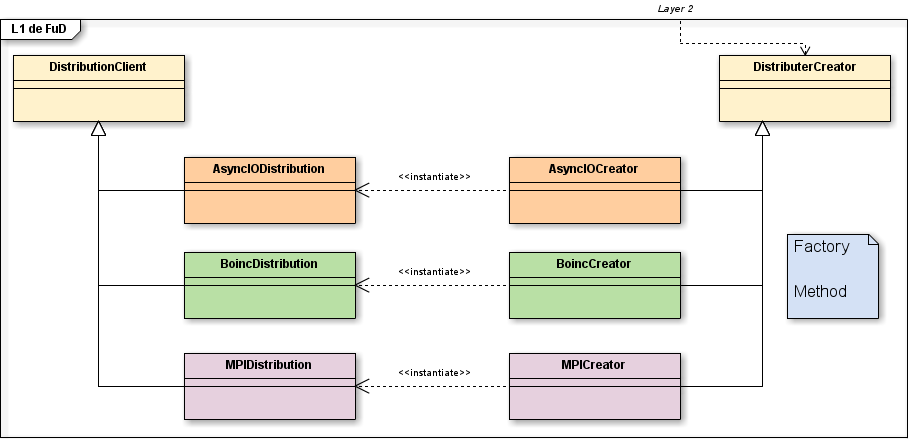 Layer 2
L1 de FuD
DistributionClient
DistributerCreator
AsyncIODistribution
<<instantiate>>
AsyncIOCreator
BoincDistribution
<<instantiate>>
BoincCreator
Factory
Method
MPIDistribution
<<instantiate>>
MPICreator